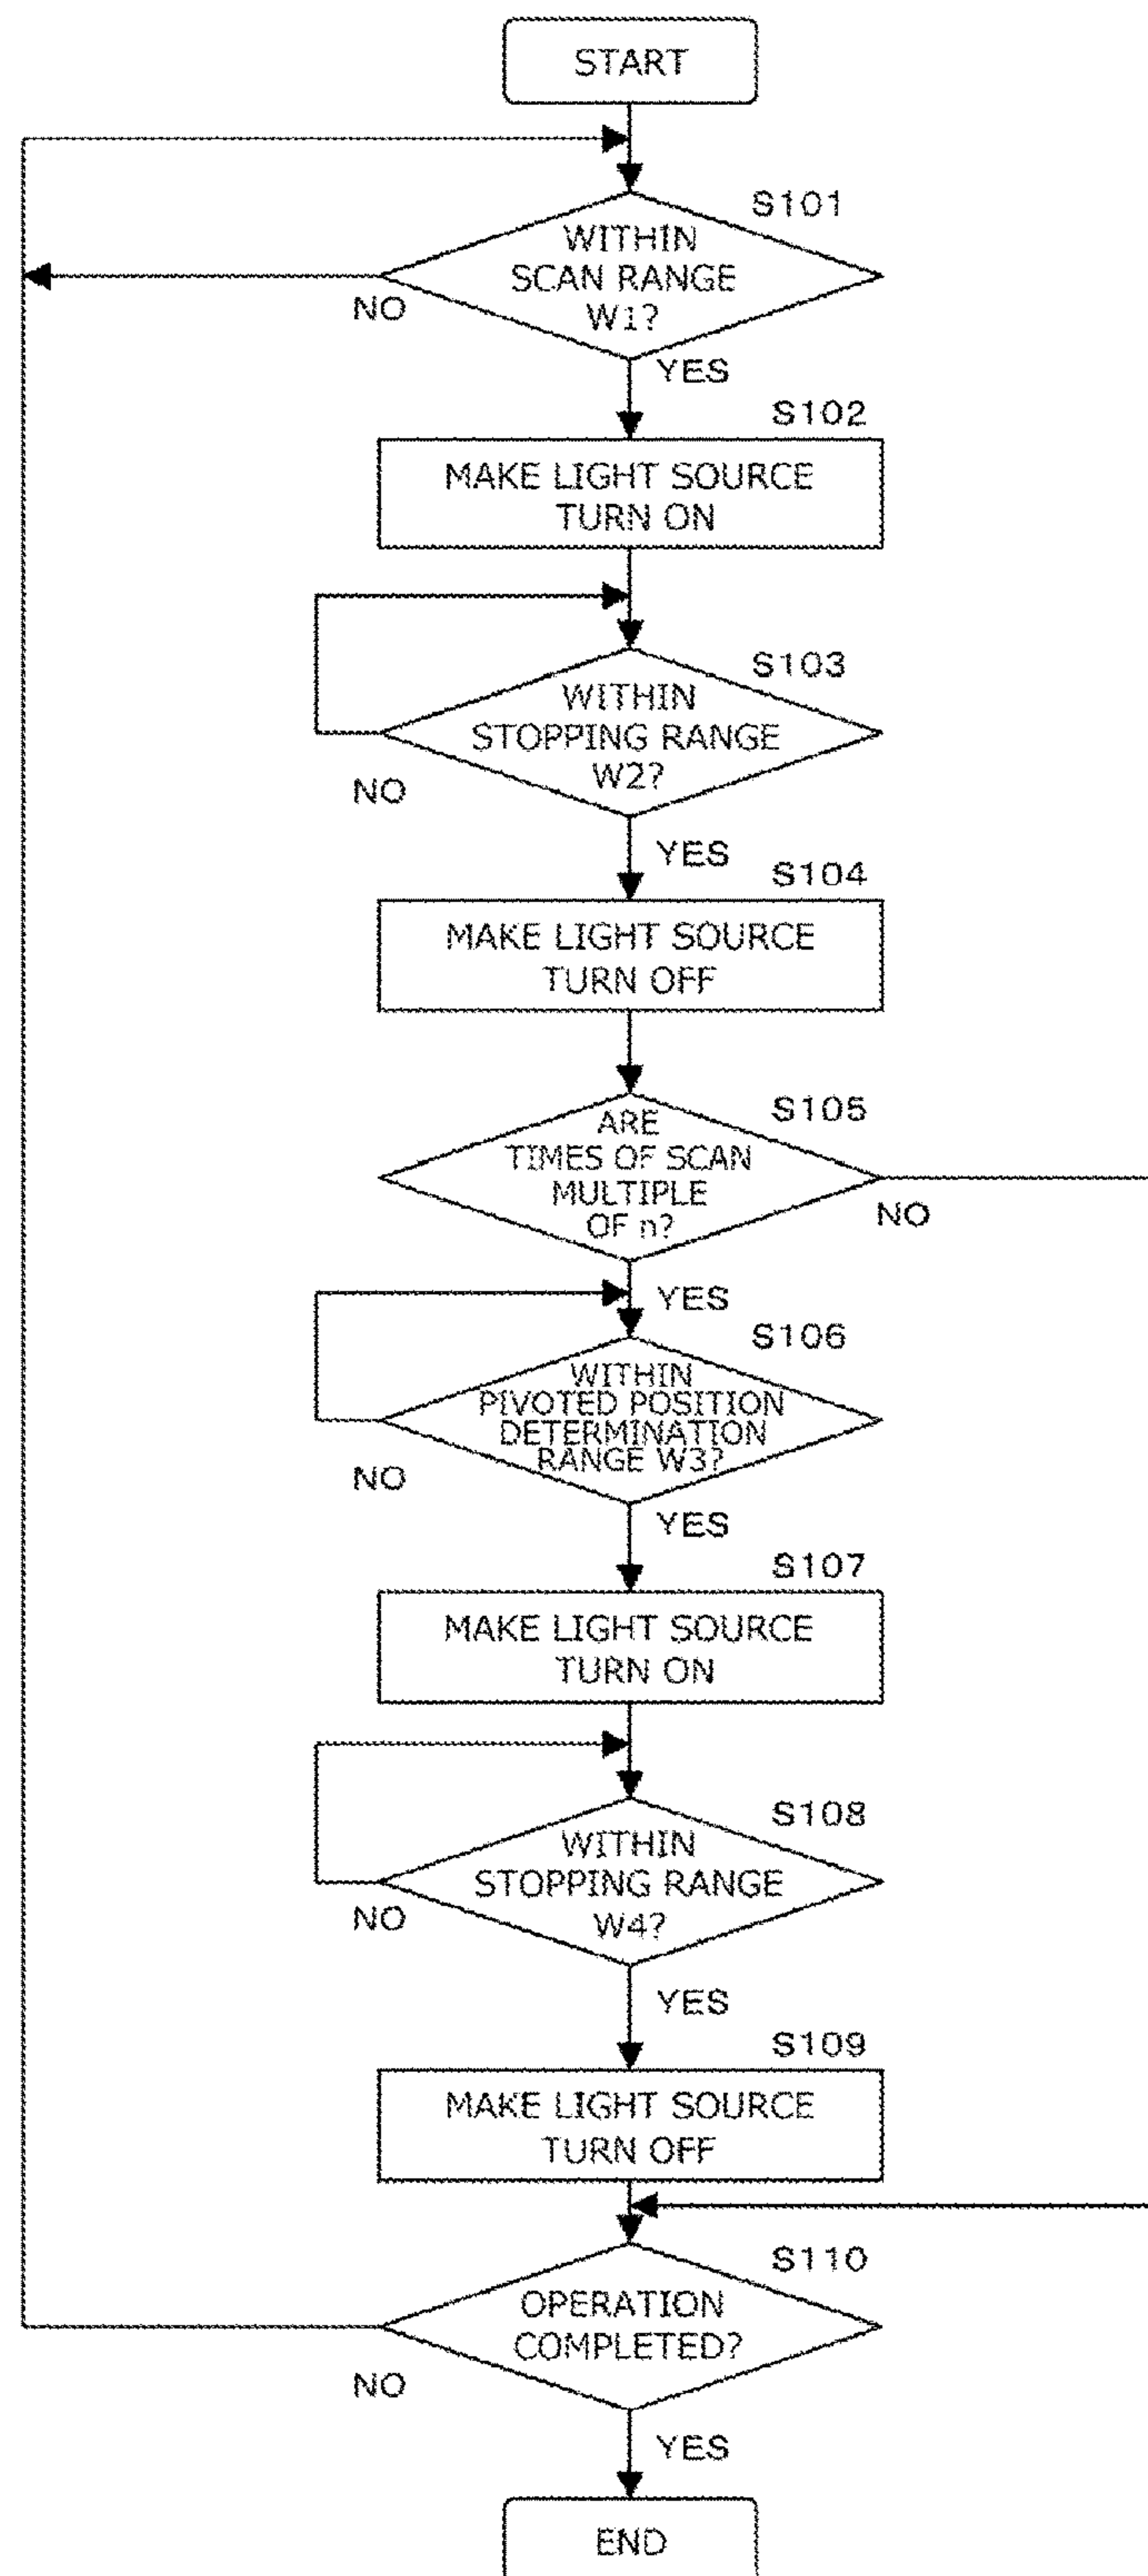 START
S101
WITHIN
SCAN RANGE
W1?
NO
YES
S102
MAKE LIGHT SOURCE
TURN ON
S103
WITHIN
STOPPING RANGE
W2?
NO
YES
S104
MAKE LIGHT SOURCE
TURN OFF
S105
ARE
TIMES OF SCAN
MULTIPLE
OF n?
NO
YES
S106
WITHIN
PIVOTED POSITION
DETERMINATION
RANGE W3?
NO
YES
S107
MAKE LIGHT SOURCE
TURN ON
S108
WITHIN
STOPPING RANGE
W4?
NO
YES
S109
MAKE LIGHT SOURCE
TURN OFF
S110
OPERATION
COMPLETED?
NO
YES
END